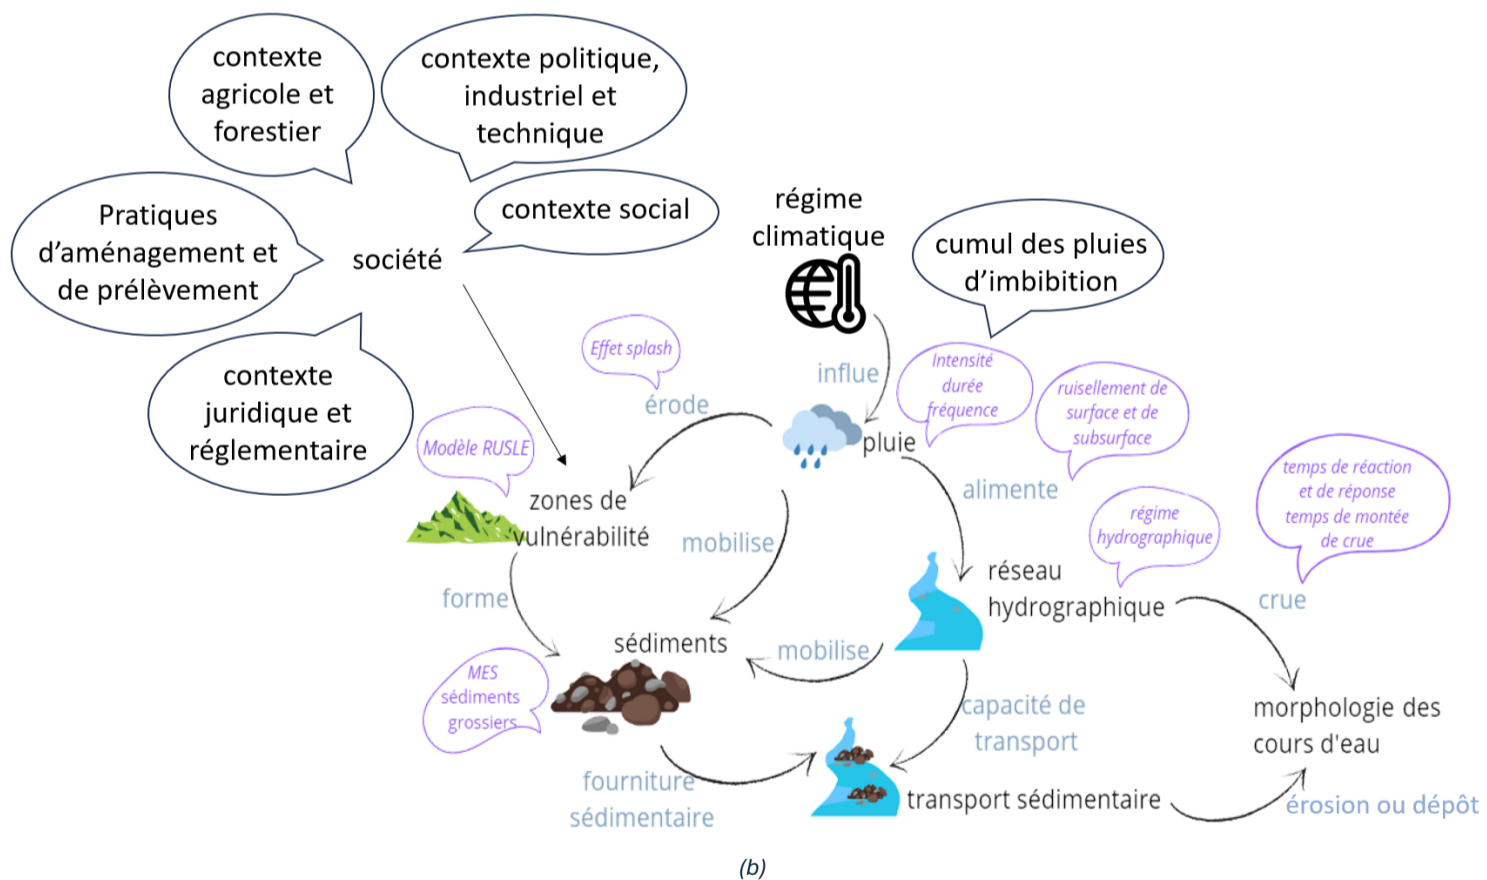 contexte
agricole et
forestier
contexte politique,
industriel et
technique
contexte social
Pratiques
d’aménagement et
de prélèvement
société
contexte
juridique et
réglementaire
régime
climatique
cumul des pluies
d’imbibition
influe
Intensité
durée
fréquence
Effet splash
érode
pluie
ruisellement de
surface et de
subsurface
alimente
Modèle RUSLE
zones de
vulnérabilité
mobilise
régime
hydrographique
temps de réaction
et de réponse
temps de montée
de crue
forme
réseau
hydrographique
crue
sédiments
mobilise
MES
sédiments
grossiers
capacité de
transport
morphologie des
cours d'eau
fourniture
sédimentaire
transport sédimentaire
érosion ou dépôt
(b)